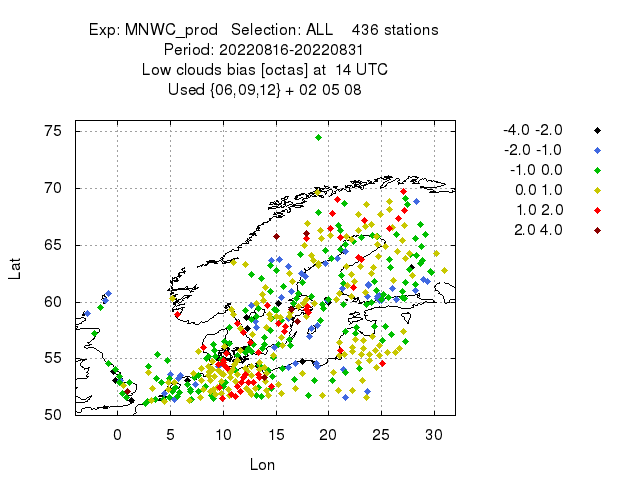 Exp: MNWC_prod Selection: ALL 436 stations
Period: 20220816-20220831
Low clouds bias [octas] at 14 UTC
Used {06,09,12} + 02 05 08
-4.0 -2.0
-2.0 -1.0
-1.0 0.0
0.0 1.0
1.0 2.0
2.0 4.0
75
70
65
60
55
50
Lat
0 5 10 15 20 25 30
Lon